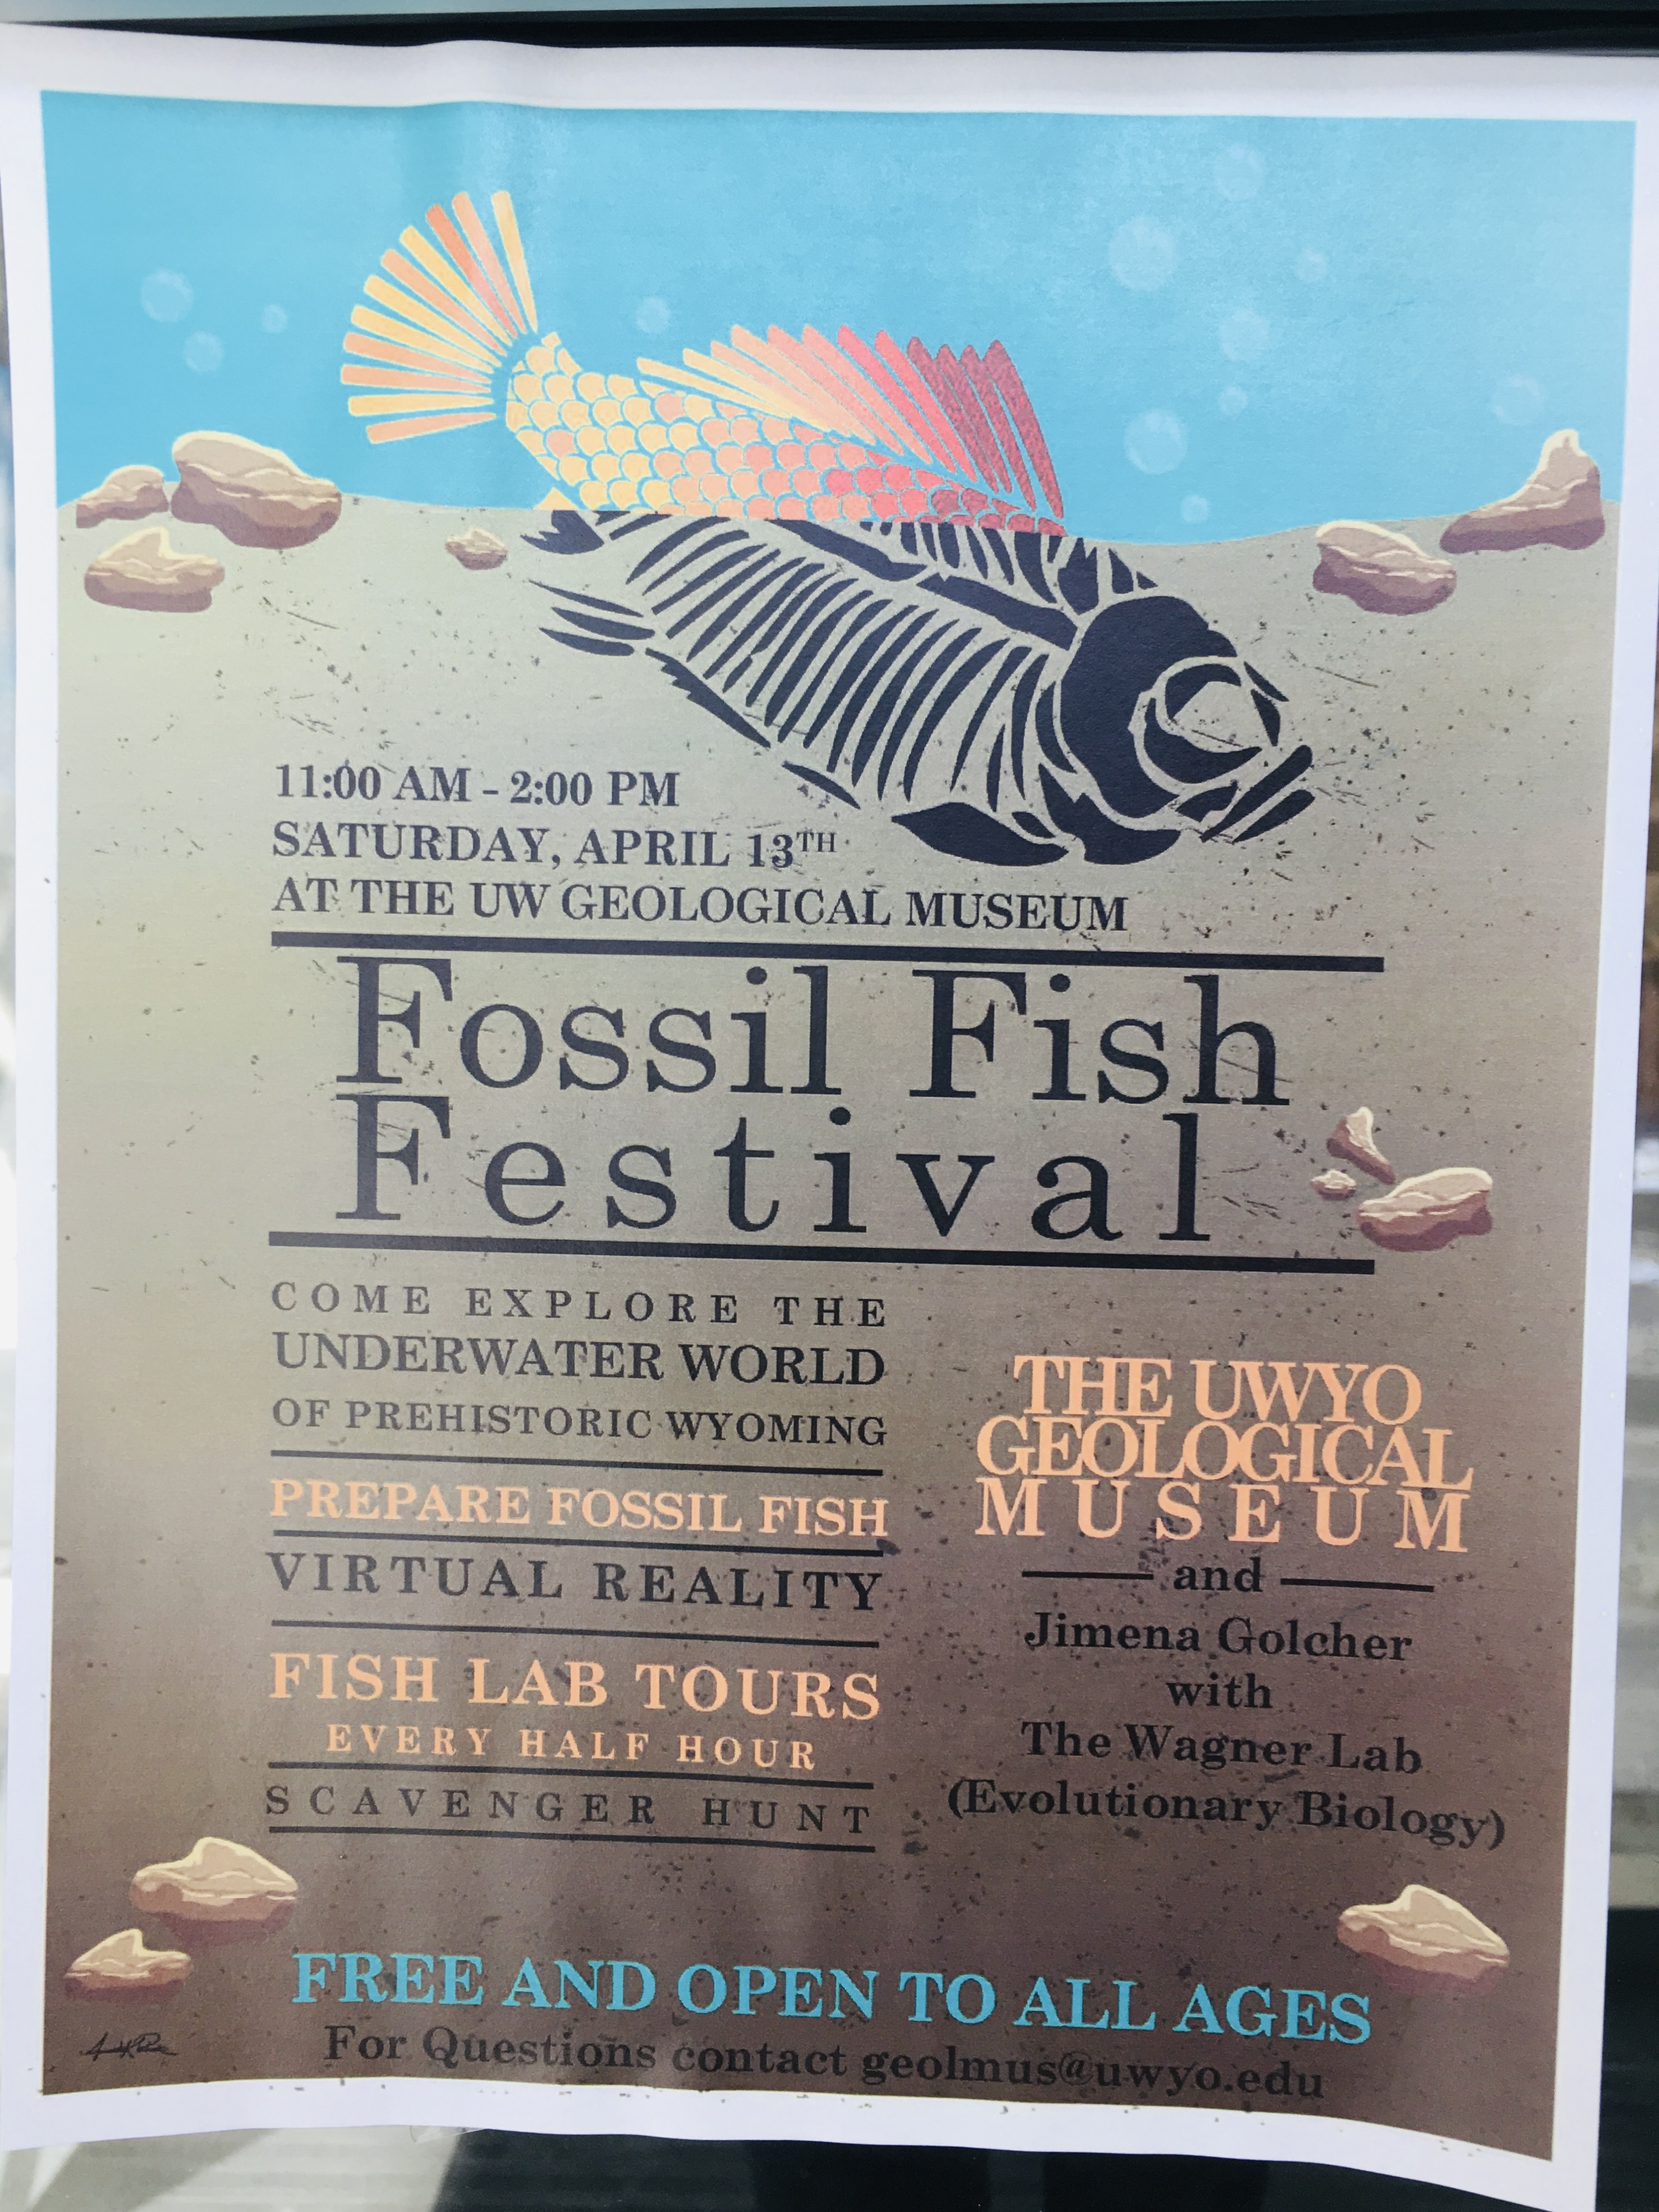 11:00 AM - 2:00 PM
SATURDAY, APRIL 13TH
AT THE UW GEOLOGICAL MUSEUM
Fossil Fish
Festival
COME EXPLORE THE
UNDERWATER WORLD
OF PREHISTORIC WYOMING
PREPARE FOSSIL FISH
VIRTUAL REALITY
FISH LAB TOURS
EVERY HALF HOUR
SCAVENGER HUNT
THE UWYO
GEOLOGICAL
MUSEUM
and
Jimena Golcher
with
The Wagner Lab
(Evolutionary Biology)
FREE AND OPEN TO ALL AGES
For Questions contact geolmus@uwyo.edu